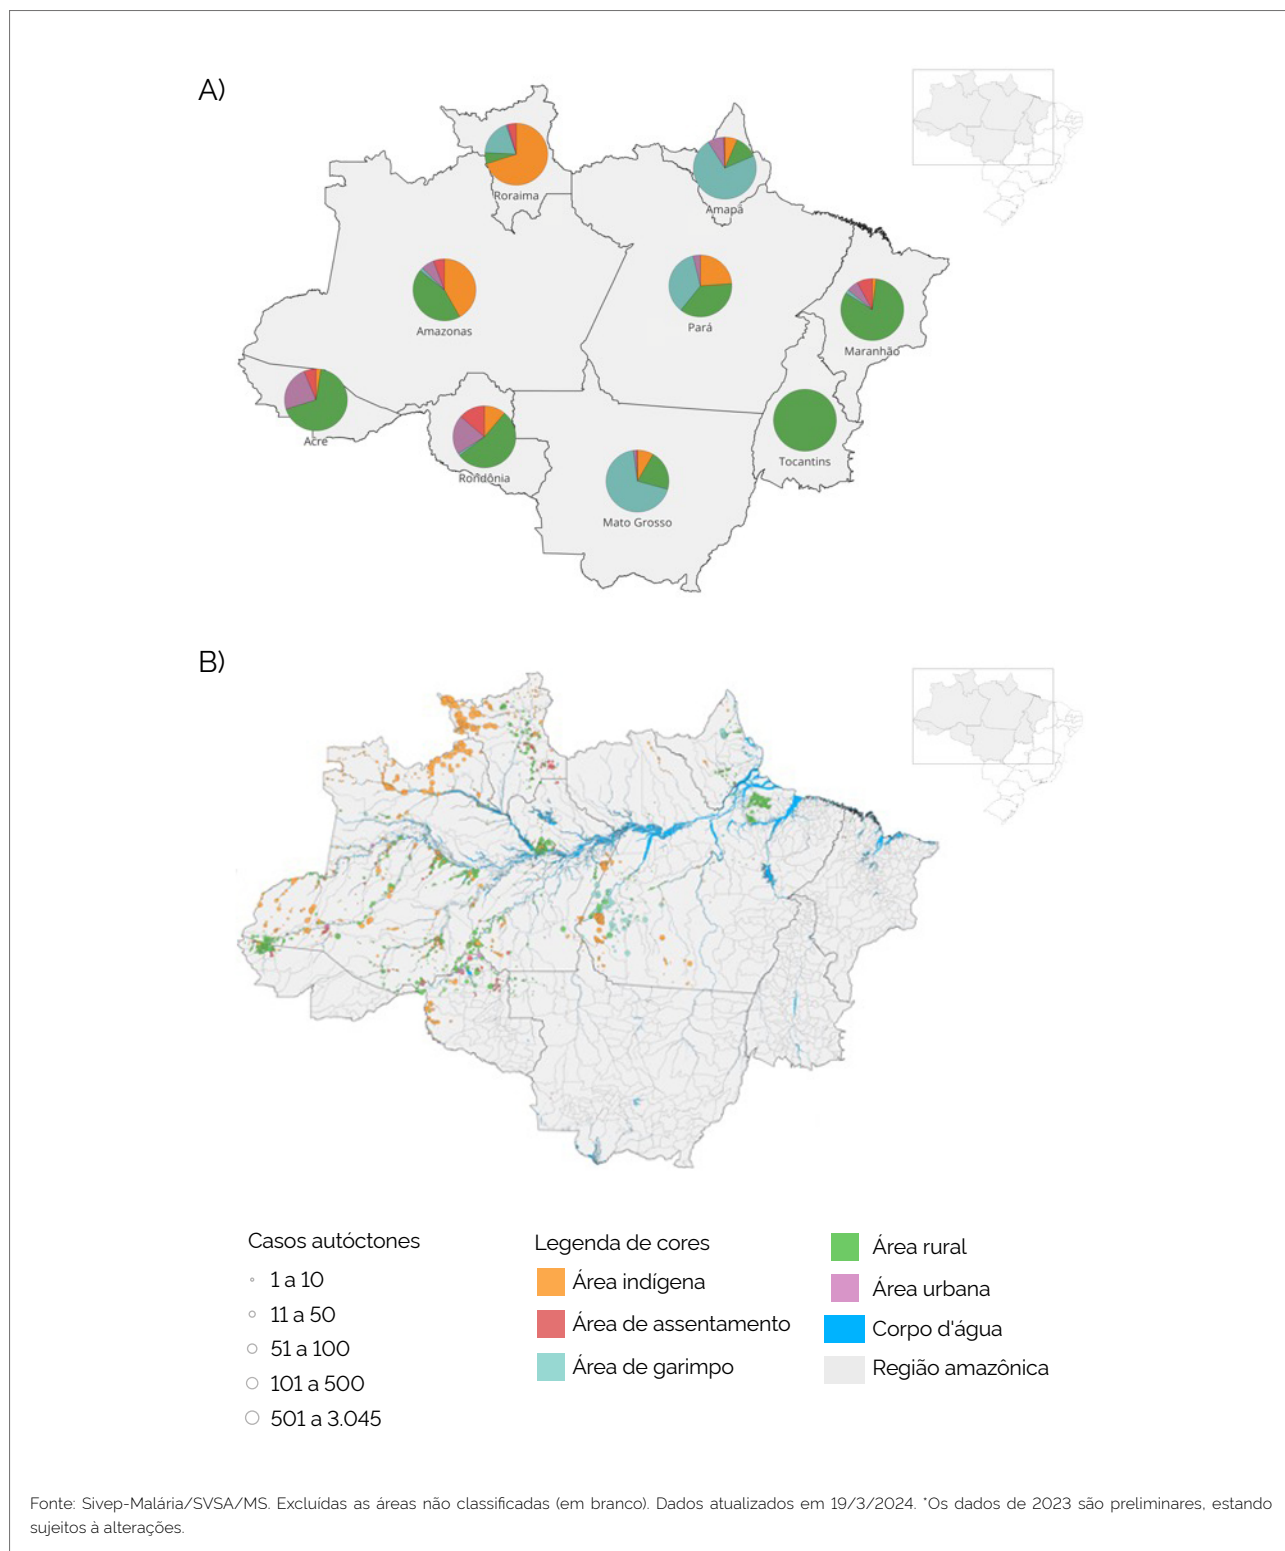 A)
Roraima
Amapá
Amazonas
Pará
Maranhão
Acre
Rondônia
Tocantins
Mato Grosso
B)
Casos autóctones
1 a 10
11 a 50
51 a 100
101 a 500
501 a 3.045
Legenda de cores
Área indígena
Área de assentamento
Área de garimpo
Área rural
Área urbana
Corpo d'água
Região amazônica
Fonte: Sivep-Malária/SVSA/MS. Excluídas as áreas não classificadas (em branco). Dados atualizados em 19/3/2024. *Os dados de 2023 são preliminares, estando
sujeitos à alterações.